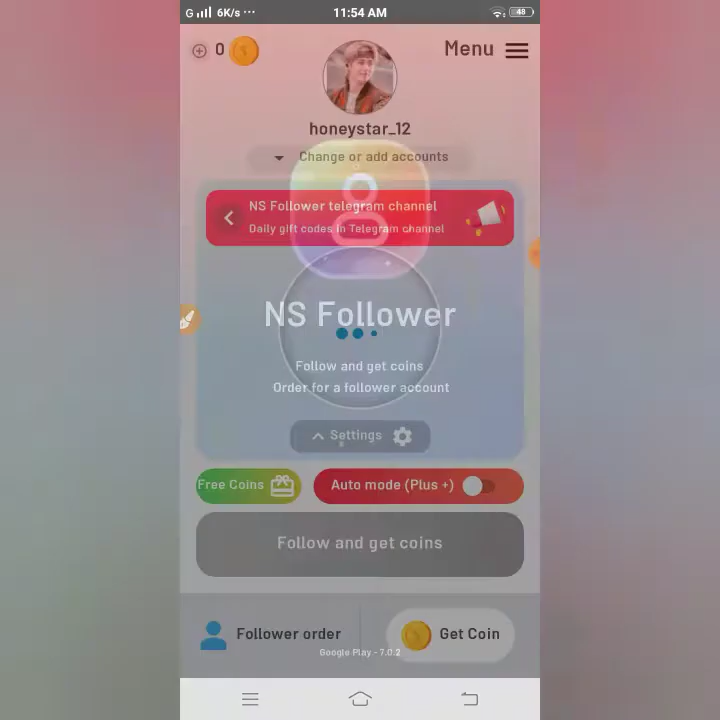 G 6K/s ··· 11:54 AM 48
0 Menu
honeystar_12
Change or add accounts
NS Follower telegram channel
Daily gift codes in Telegram channel
NS Follower
Follow and get coins
Order for a follower account
Settings
Free Coins Auto mode (Plus +)
Follow and get coins
Follower order Get Coin
Google Play - 7.0.2